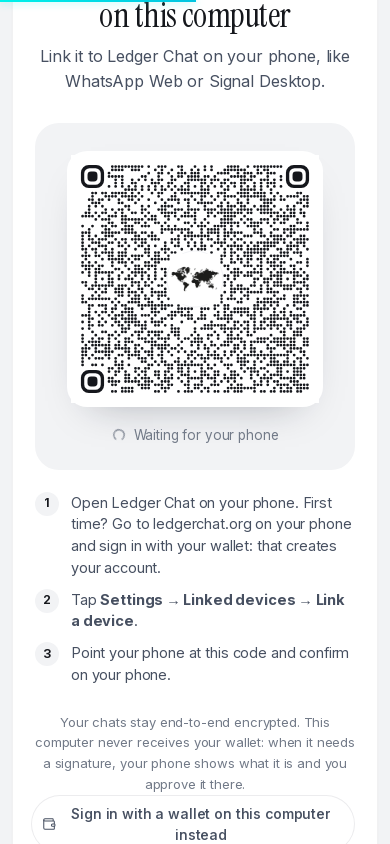 on this computer
Link it to Ledger Chat on your phone, like
WhatsApp Web or Signal Desktop.
Waiting for your phone
1 Open Ledger Chat on your phone. First
time? Go to ledgerchat.org on your phone
and sign in with your wallet: that creates
your account.
2 Tap Settings → Linked devices → Link
a device.
3 Point your phone at this code and confirm
on your phone.
Your chats stay end-to-end encrypted. This
computer never receives your wallet: when it needs
a signature, your phone shows what it is and you
approve it there.
Sign in with a wallet on this computer
instead